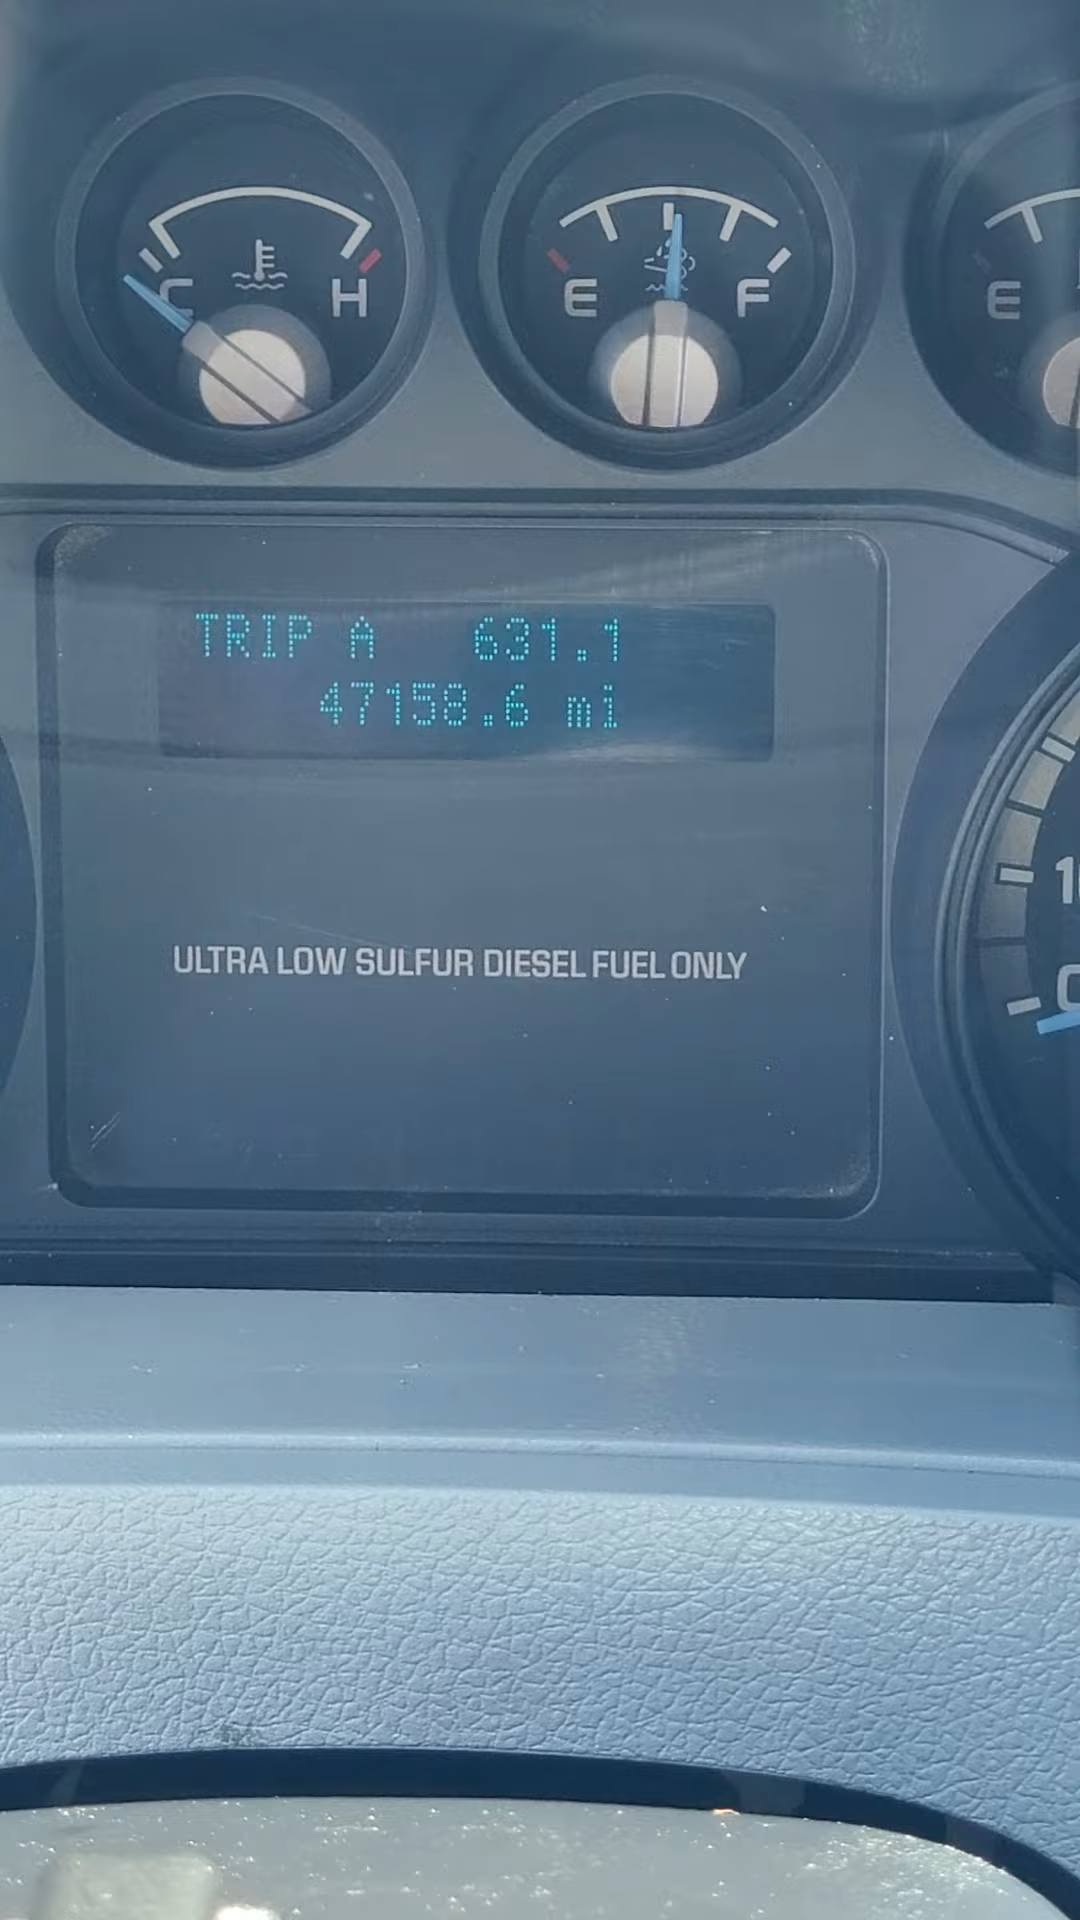 C H
E F
E
TRIP A 631.1
47158.6 mi
ULTRA LOW SULFUR DIESEL FUEL ONLY